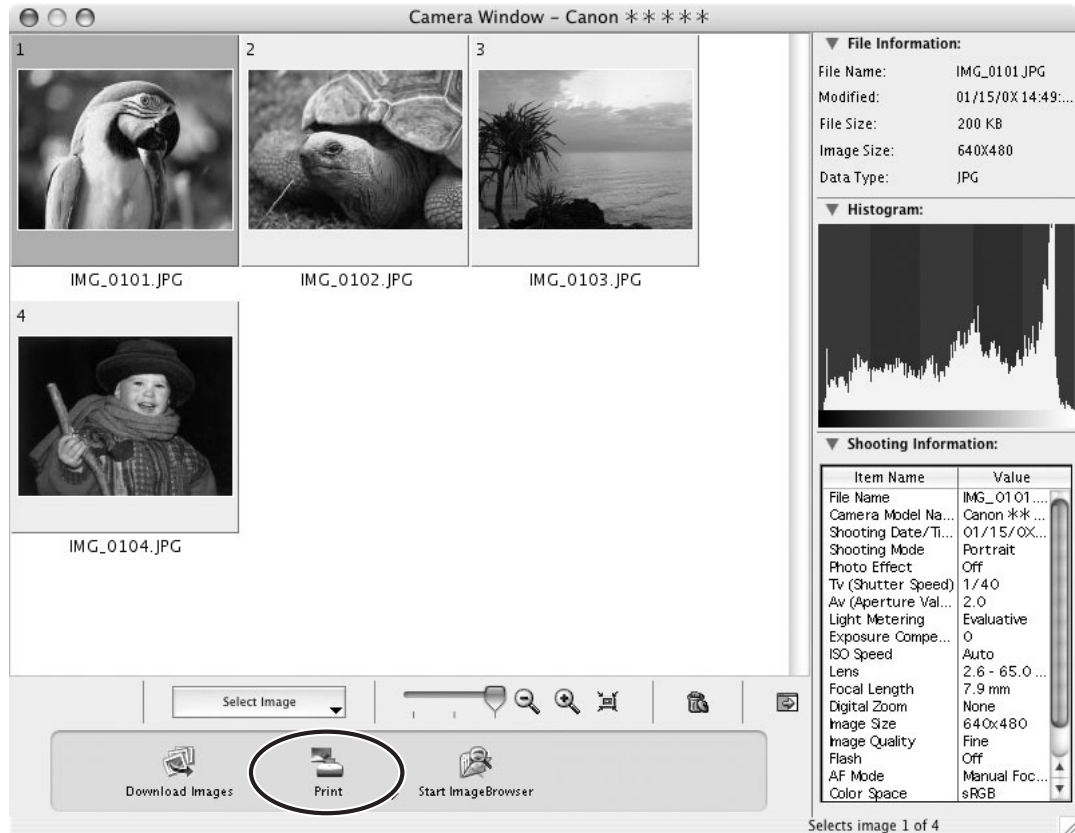 Camera Window – Canon ＊＊＊＊＊
1
2
3
IMG_0101.JPG
IMG_0102.JPG
IMG_0103.JPG
4
IMG_0104.JPG
Select Image
Download Images
Print
Start ImageBrowser
File Information:
File Name: IMG_0101.JPG
Modified: 01/15/0X 14:49:...
File Size: 200 KB
Image Size: 640X480
Data Type: JPG
Histogram:
Shooting Information:
Item Name Value
File Name IMG_0101....
Camera Model Na... Canon ＊＊ ...
Shooting Date/Ti... 01/15/0X...
Shooting Mode Portrait
Photo Effect Off
Tv (Shutter Speed) 1/40
Av (Aperture Val... 2.0
Light Metering Evaluative
Exposure Compe... 0
ISO Speed Auto
Lens 2.6 - 65.0 ...
Focal Length 7.9 mm
Digital Zoom None
Image Size 640x480
Image Quality Fine
Flash Off
AF Mode Manual Foc...
Color Space sRGB
Selects image 1 of 4